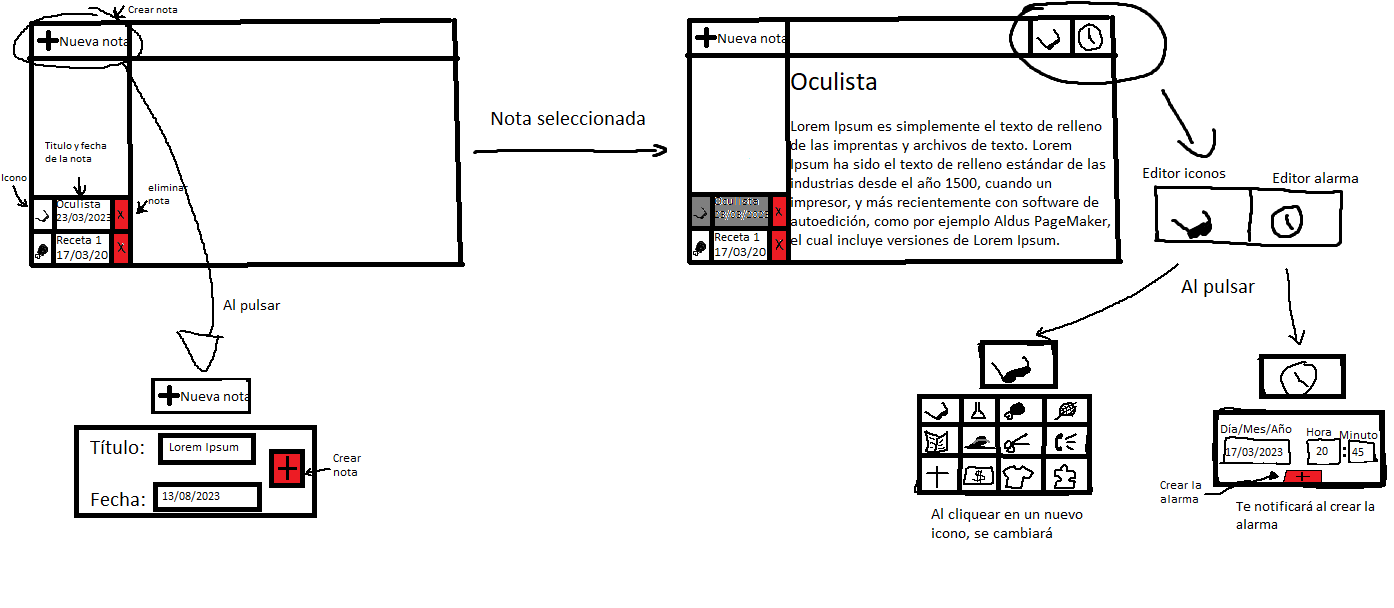 Crear nota
Nueva nota
Titulo y fecha
de la nota
Icono
eliminar
nota
Oculista
23/03/2023
X
Receta 1
17/03/20
X
Al pulsar
Nueva nota
Título:
Lorem Ipsum
Fecha:
13/08/2023
Crear
nota
Nota seleccionada
Nueva nota
Oculista
Lorem Ipsum es simplemente el texto de relleno
de las imprentas y archivos de texto. Lorem
Ipsum ha sido el texto de relleno estándar de las
industrias desde el año 1500, cuando un
impresor, y más recientemente con software de
autoedición, como por ejemplo Aldus PageMaker,
el cual incluye versiones de Lorem Ipsum.
Oculista
23/03/2023
X
Receta 1
17/03/20
X
Editor iconos
Editor alarma
Al pulsar
$
Al cliquear en un nuevo
icono, se cambiará
Día/Mes/Año
Hora
Minuto
17/03/2023
20
:
45
Crear la
alarma
Te notificará al crear la
alarma